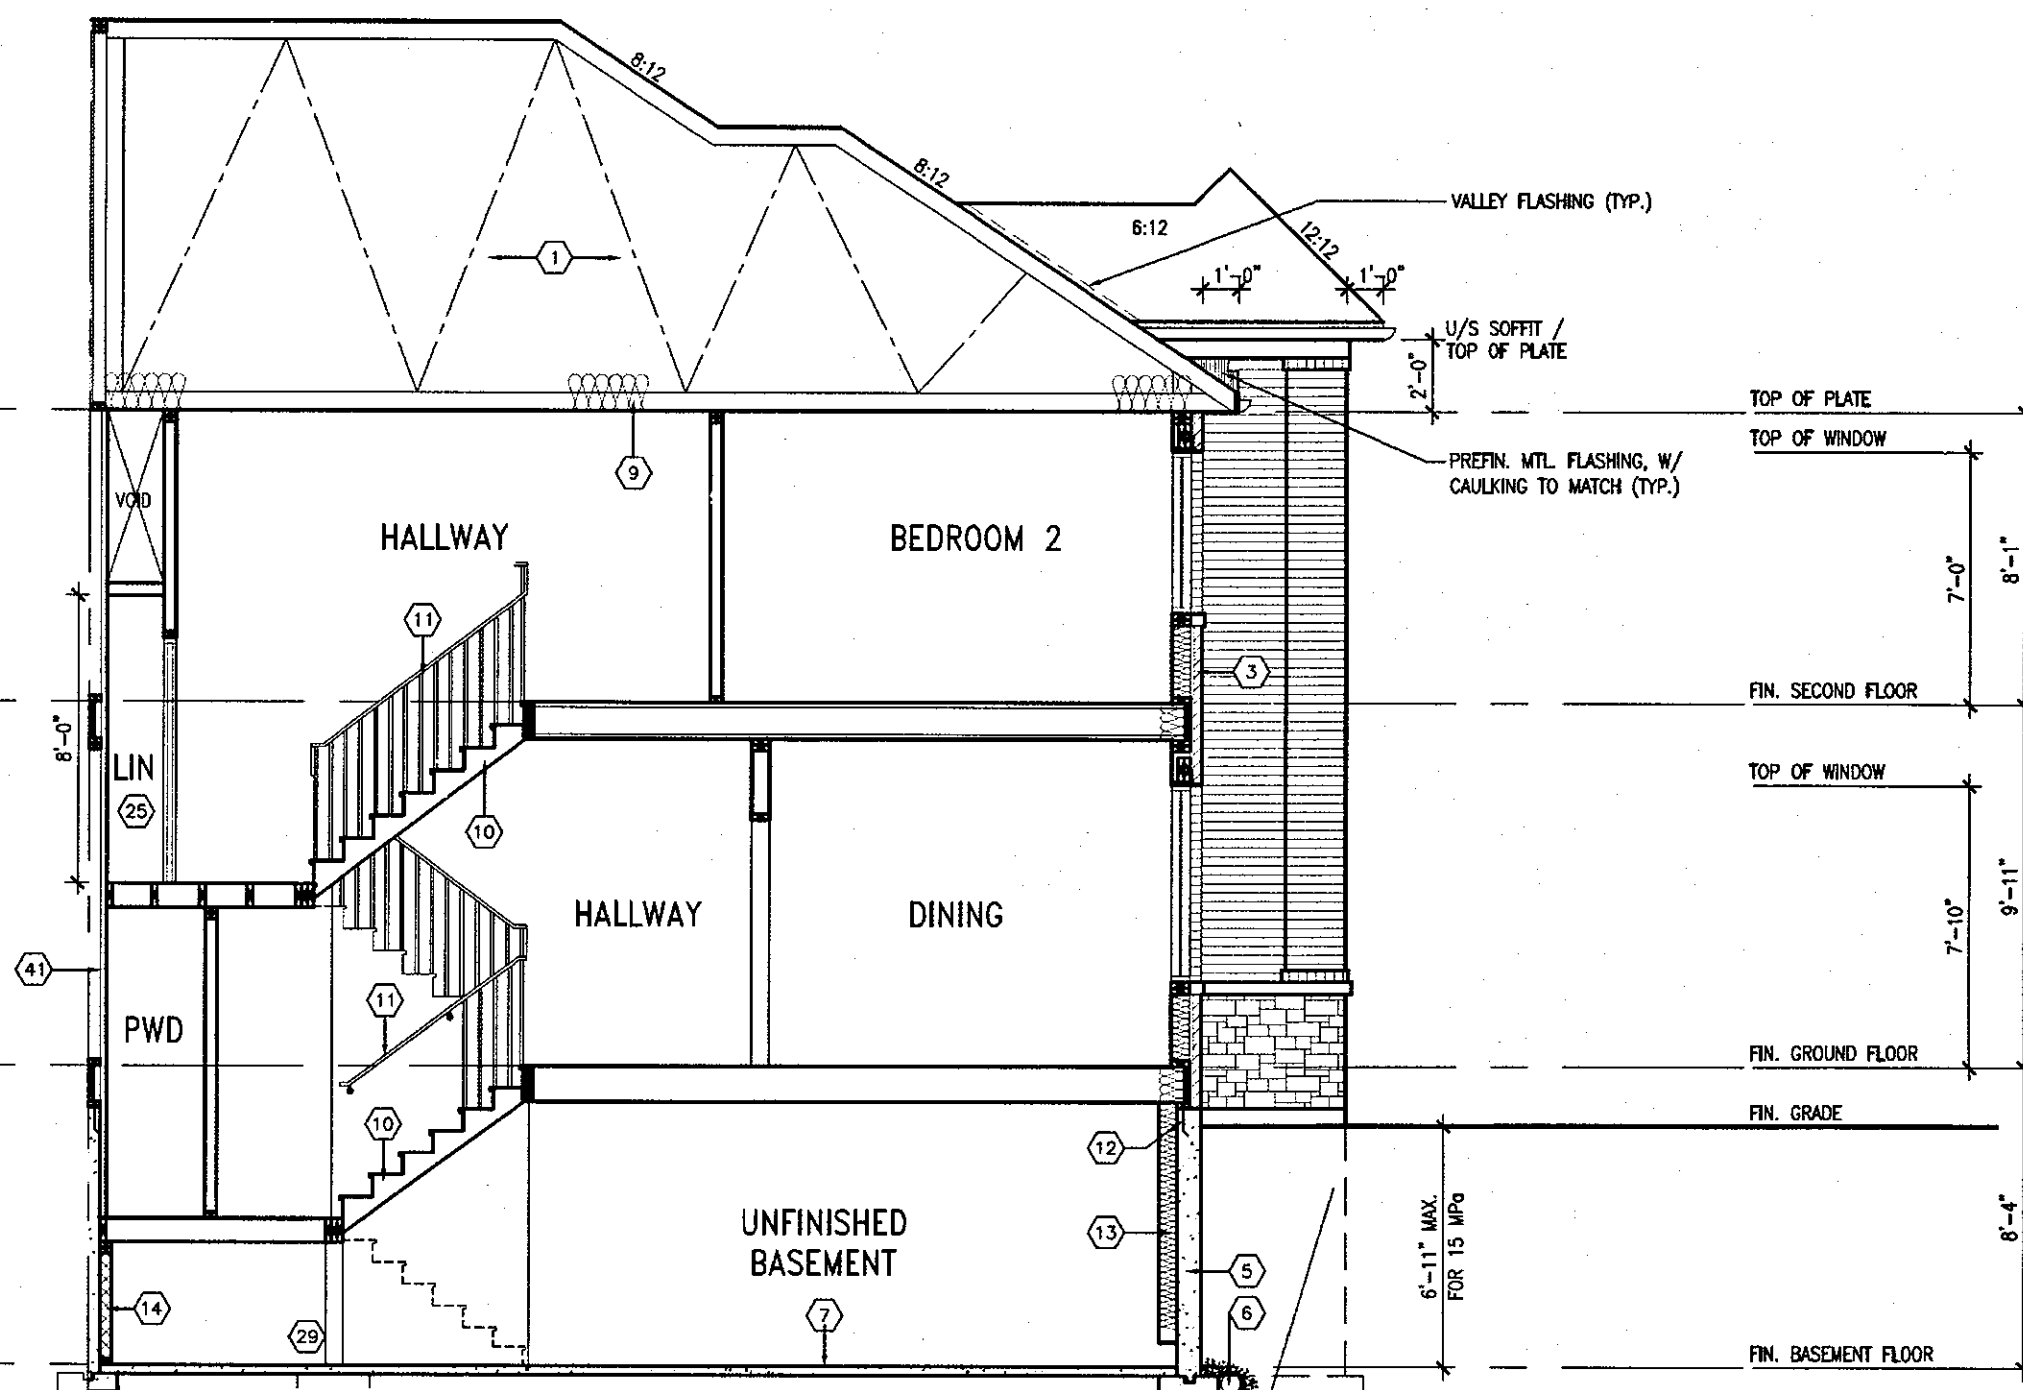 8:12
8:12
6:12
12:12
VALLEY FLASHING (TYP.)
1'-0"
1'-0"
1
U/S SOFFIT /
TOP OF PLATE
2'-0"
TOP OF PLATE
TOP OF WINDOW
PREFIN. MTL. FLASHING, W/
CAULKING TO MATCH (TYP.)
9
VOID
HALLWAY
BEDROOM 2
7'-0"
8'-1"
11
3
FIN. SECOND FLOOR
8'-0"
LIN
25
10
TOP OF WINDOW
HALLWAY
DINING
7'-10"
9'-11"
41
11
PWD
FIN. GROUND FLOOR
FIN. GRADE
10
12
UNFINISHED
BASEMENT
13
6'-11" MAX.
FOR 15 MPa
8'-4"
5
14
29
7
6
FIN. BASEMENT FLOOR